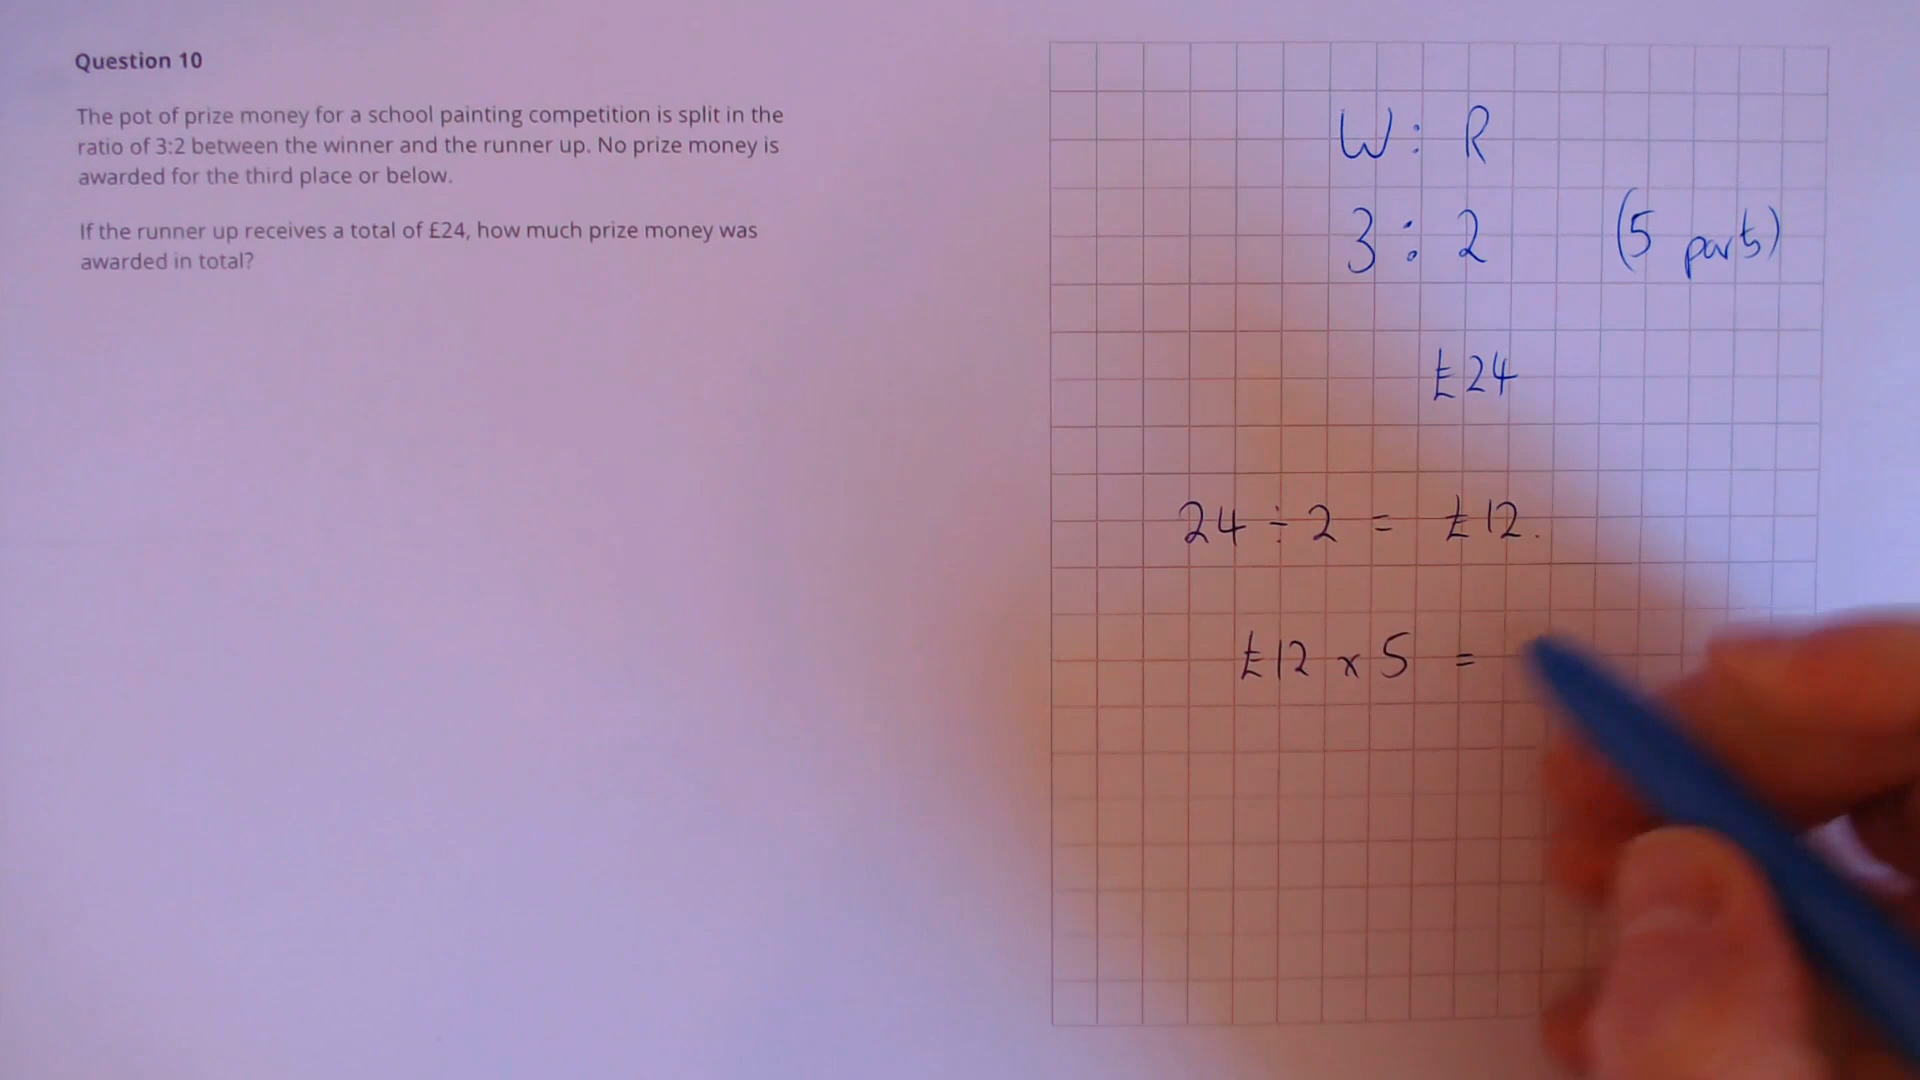 Question 10
The pot of prize money for a school painting competition is split in the
ratio of 3:2 between the winner and the runner up. No prize money is
awarded for the third place or below.
If the runner up receives a total of £24, how much prize money was
awarded in total?
W : R
3 : 2 (5 parts)
£24
24 ÷ 2 = £12.
£12 x 5 =